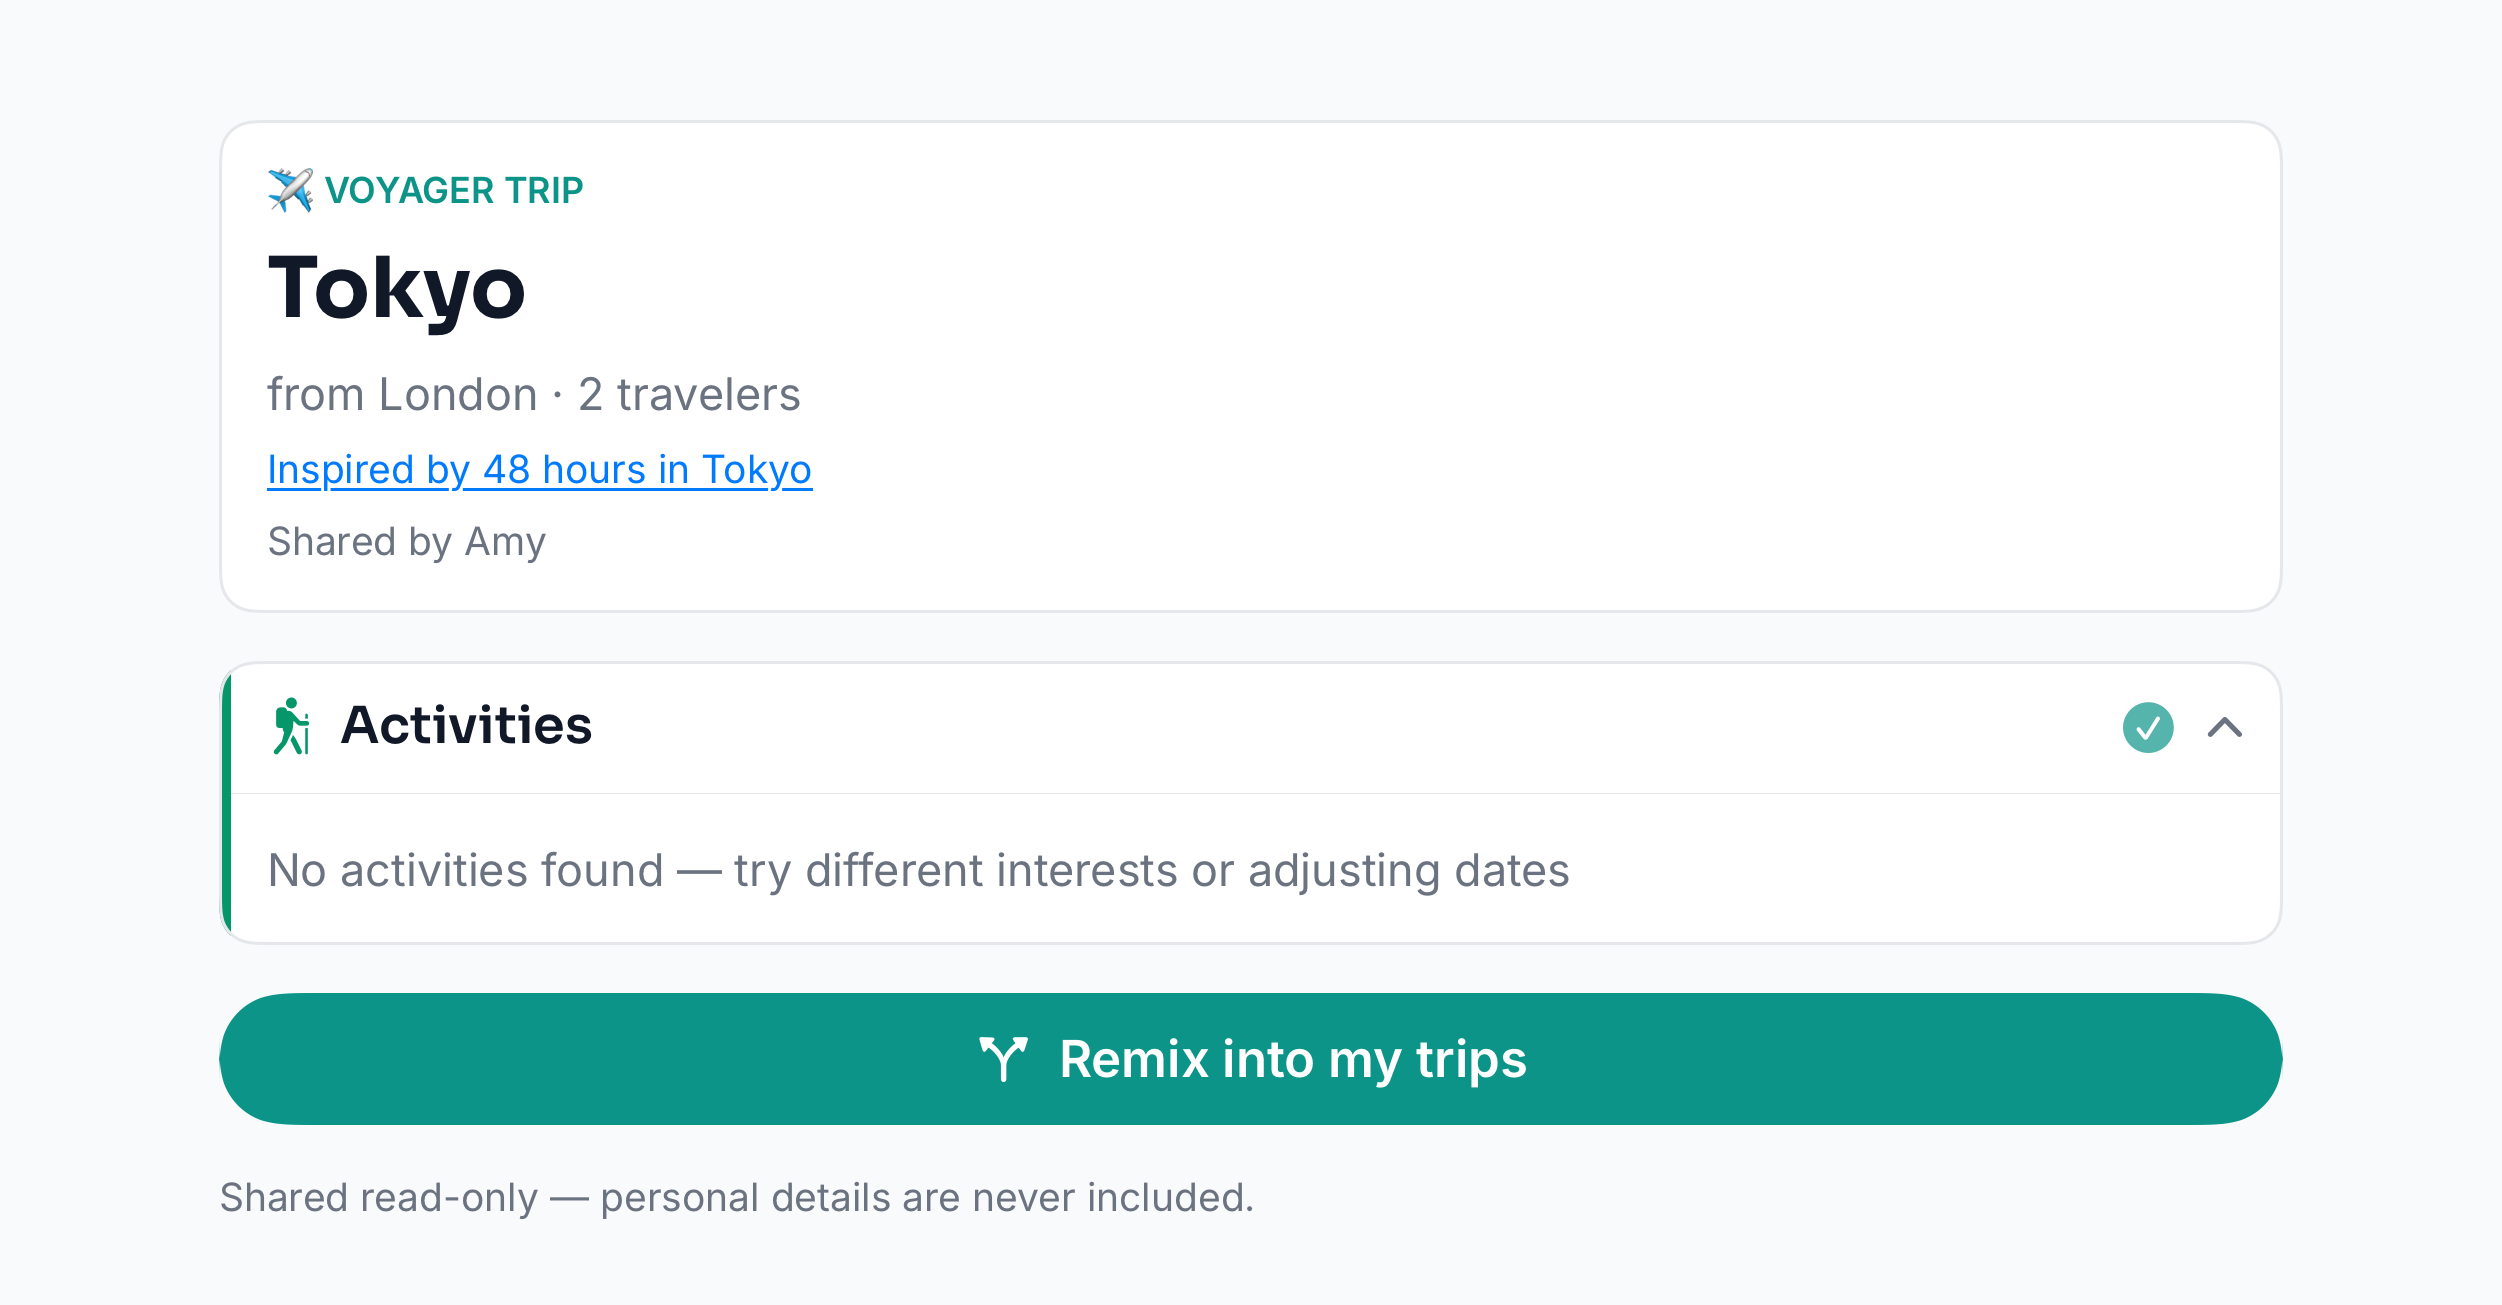 VOYAGER TRIP
Tokyo
from London · 2 travelers
Inspired by 48 hours in Tokyo
Shared by Amy
Activities
No activities found — try different interests or adjusting dates
Remix into my trips
Shared read-only — personal details are never included.